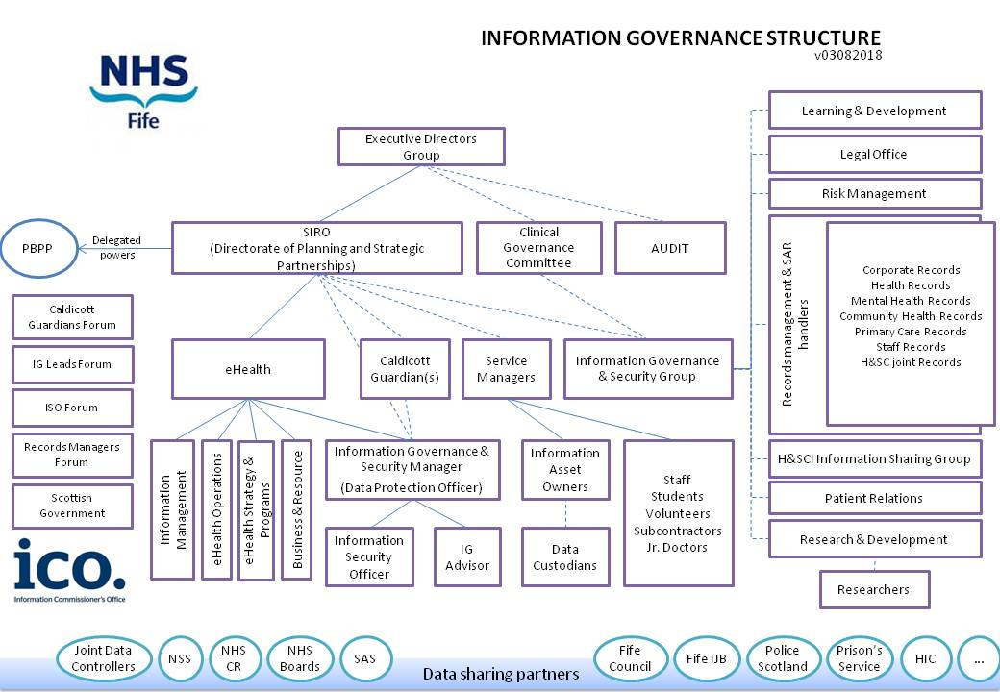 INFORMATION GOVERNANCE STRUCTURE
v03082018
NHS
Fife
Executive Directors
Group
PBPP
Delegated
powers
SIRO
(Directorate of Planning and Strategic
Partnerships)
Clinical
Governance
Committee
AUDIT
Caldicott
Guardians Forum
IG Leads Forum
ISO Forum
Records Managers
Forum
Scottish
Government
ico.
Information Commissioner's Office
eHealth
Caldicott
Guardian(s)
Service
Managers
Information Governance
& Security Group
Information
Management
eHealth Operations
eHealth Strategy &
Programs
Business & Resource
Information Governance &
Security Manager
(Data Protection Officer)
Information
Security
Officer
IG
Advisor
Information
Asset
Owners
Data
Custodians
Staff
Students
Volunteers
Subcontractors
Jr. Doctors
Learning & Development
Legal Office
Risk Management
Records management & SAR
handlers
Corporate Records
Health Records
Mental Health Records
Community Health Records
Primary Care Records
Staff Records
H&SC joint Records
H&SCI Information Sharing Group
Patient Relations
Research & Development
Researchers
Joint Data
Controllers
NSS
NHS
CR
NHS
Boards
SAS
Data sharing partners
Fife
Council
Fife IJB
Police
Scotland
Prison's
Service
HIC
...